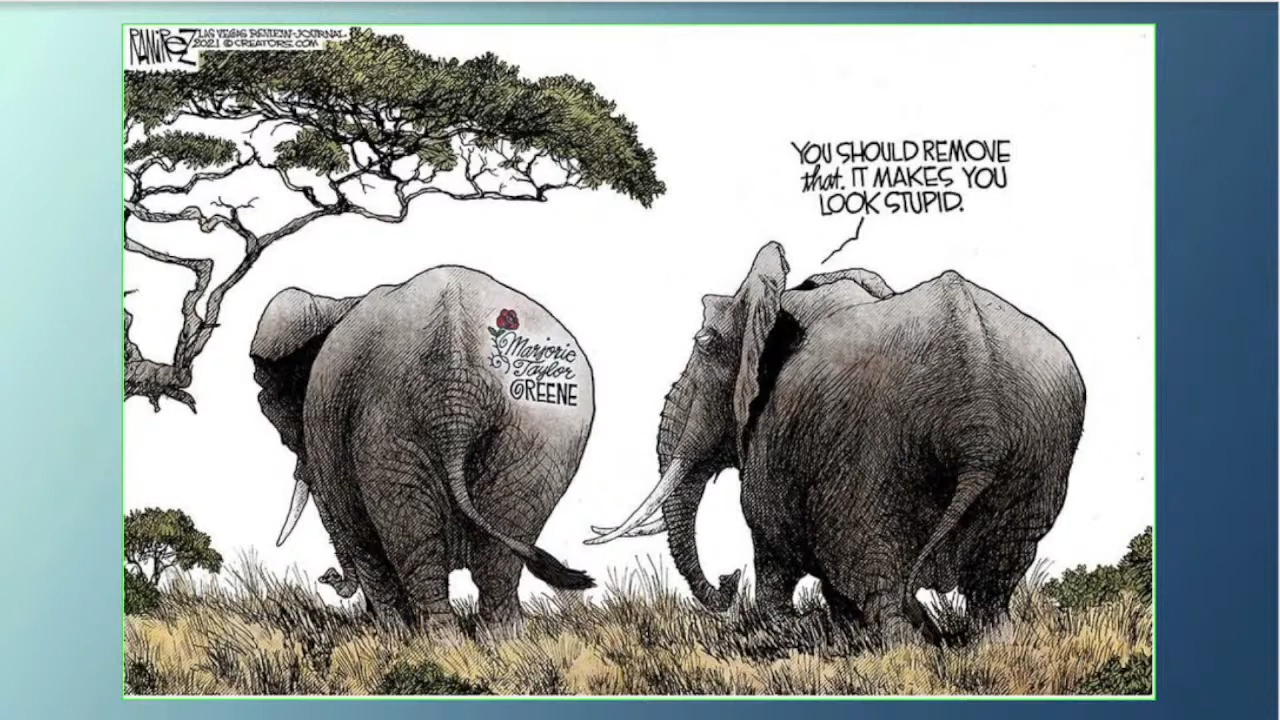 RAMIREZ
LAS VEGAS REVIEW-JOURNAL
2021 © CREATORS.COM
YOU SHOULD REMOVE
that. IT MAKES YOU
LOOK STUPID.
Marjorie
Taylor
GREENE